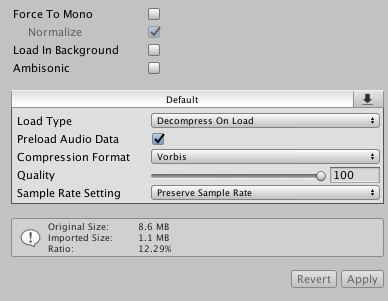 Force To Mono
Normalize
Load In Background
Ambisonic
Default
Load Type Decompress On Load
Preload Audio Data
Compression Format Vorbis
Quality 100
Sample Rate Setting Preserve Sample Rate
Original Size: 8.6 MB
Imported Size: 1.1 MB
Ratio: 12.29%
Revert Apply